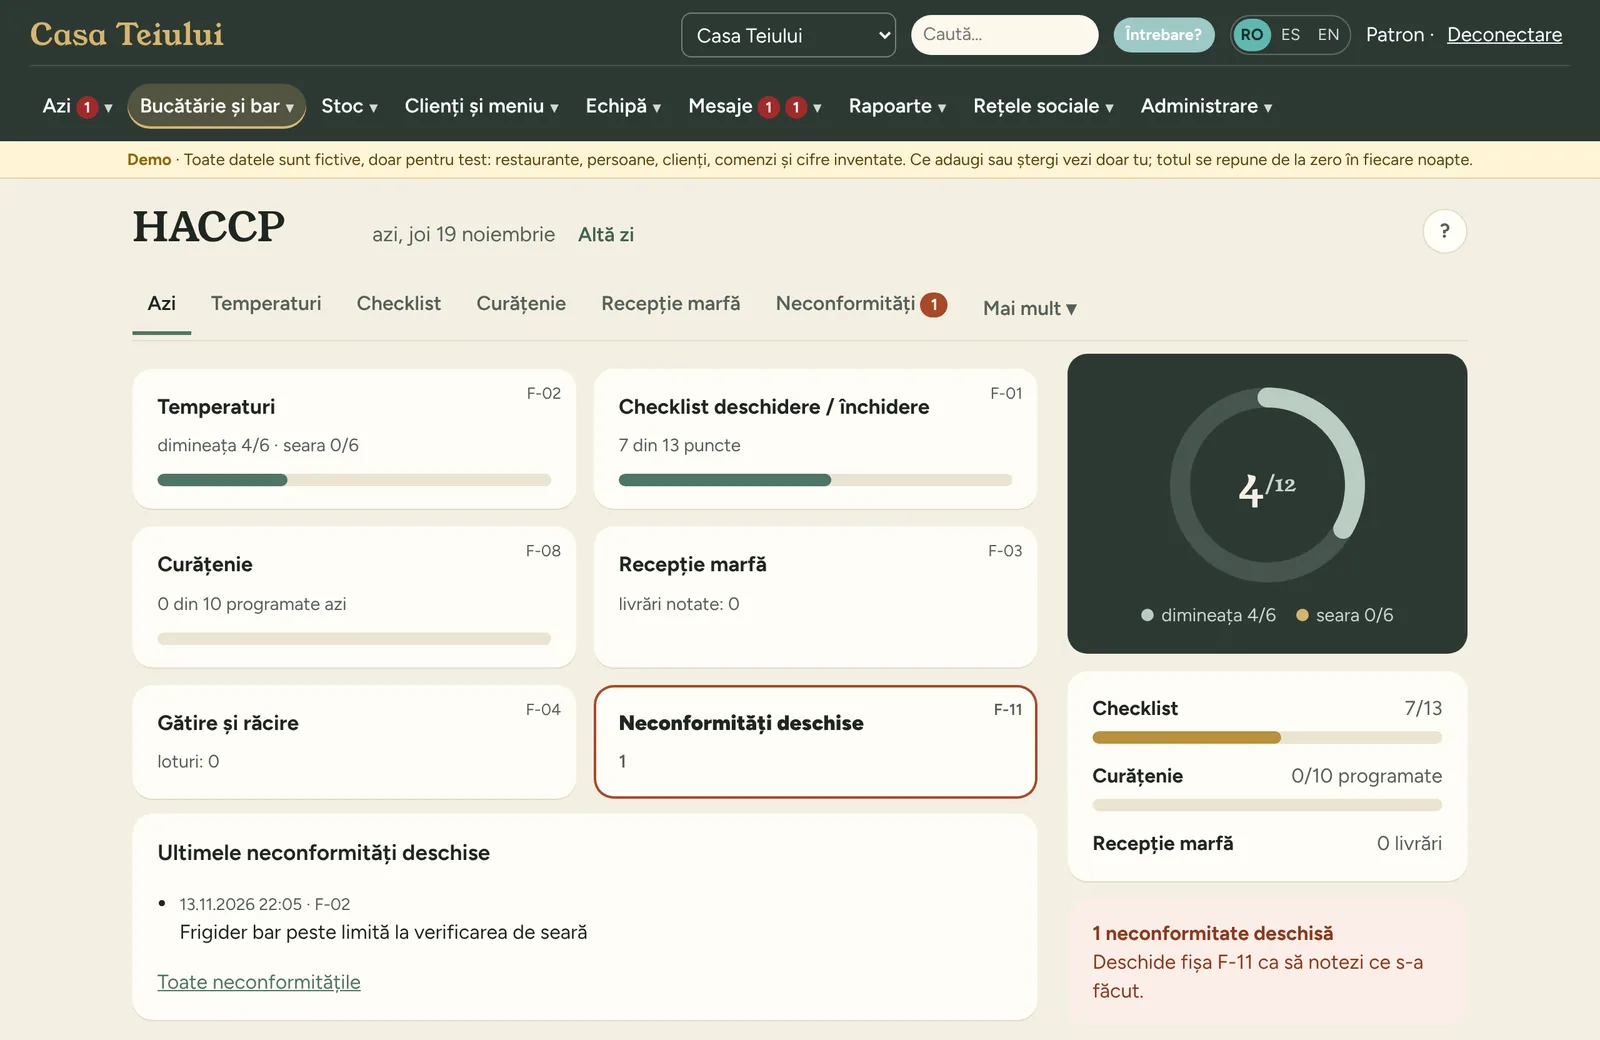 Casa Teiului
Casa Teiului
Caută...
Întrebare?
RO ES EN
Patron · Deconectare
Azi 1 ▾ Bucătărie și bar ▾ Stoc ▾ Clienți și meniu ▾ Echipă ▾ Mesaje 1 1 ▾ Rapoarte ▾ Rețele sociale ▾ Administrare ▾
Demo · Toate datele sunt fictive, doar pentru test: restaurante, persoane, clienți, comenzi și cifre inventate. Ce adaugi sau ștergi vezi doar tu; totul se repune de la zero în fiecare noapte.
HACCP azi, joi 19 noiembrie Altă zi ?
Azi Temperaturi Checklist Curățenie Recepție marfă Neconformități 1 Mai mult ▾
F-02
Temperaturi
dimineața 4/6 · seara 0/6
F-01
Checklist deschidere / închidere
7 din 13 puncte
F-08
Curățenie
0 din 10 programate azi
F-03
Recepție marfă
livrări notate: 0
F-04
Gătire și răcire
loturi: 0
F-11
Neconformități deschise
1
Ultimele neconformități deschise
• 13.11.2026 22:05 · F-02
Frigider bar peste limită la verificarea de seară
Toate neconformitățile
4/12
dimineața 4/6 seara 0/6
Checklist 7/13
Curățenie 0/10 programate
Recepție marfă 0 livrări
1 neconformitate deschisă
Deschide fișa F-11 ca să notezi ce s-a
făcut.